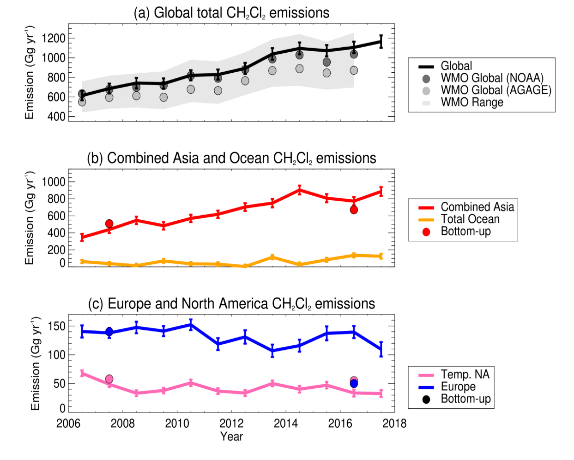 (a) Global total CH₂Cl₂ emissions
Emission (Gg yr⁻¹)
1200
1000
800
600
400
Global
WMO Global (NOAA)
WMO Global (AGAGE)
WMO Range
(b) Combined Asia and Ocean CH₂Cl₂ emissions
Emission (Gg yr⁻¹)
1000
800
600
400
200
0
Combined Asia
Total Ocean
Bottom-up
(c) Europe and North America CH₂Cl₂ emissions
Emission (Gg yr⁻¹)
150
100
50
0
2006 2008 2010 2012 2014 2016 2018
Year
Temp. NA
Europe
Bottom-up